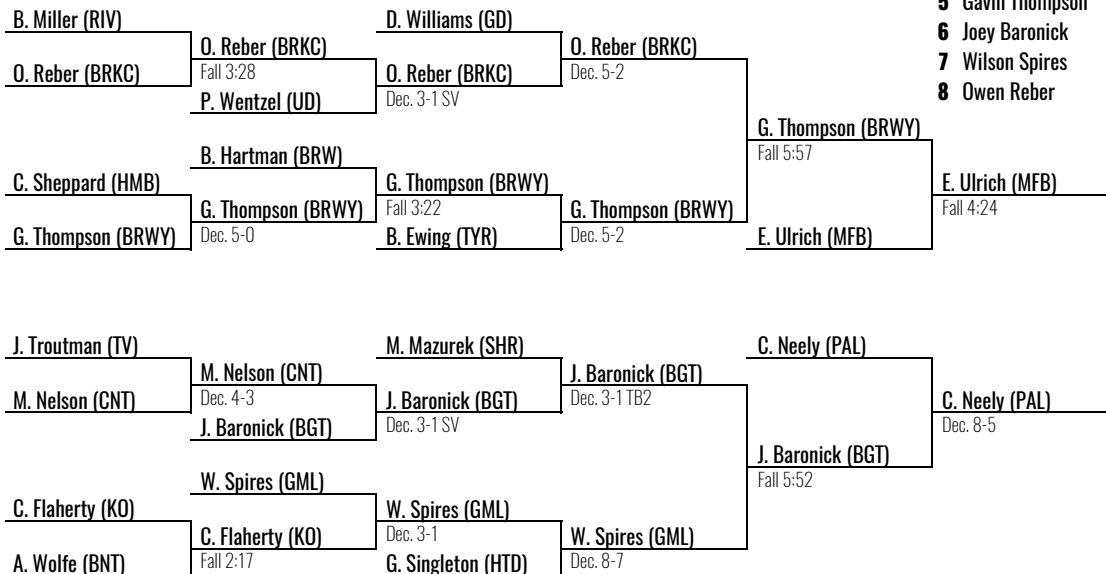 5 Gavin Thompson
B. Miller (RIV)
D. Williams (GD)
6 Joey Baronick
O. Reber (BRKC)
O. Reber (BRKC)
O. Reber (BRKC)
Fall 3:28
O. Reber (BRKC)
Dec. 5-2
7 Wilson Spires
P. Wentzel (UD)
Dec. 3-1 SV
8 Owen Reber
G. Thompson (BRWY)
Fall 5:57
B. Hartman (BRW)
C. Sheppard (HMB)
G. Thompson (BRWY)
E. Ulrich (MFB)
Fall 3:22
Fall 4:24
G. Thompson (BRWY)
G. Thompson (BRWY)
G. Thompson (BRWY)
Dec. 5-0
B. Ewing (TYR)
Dec. 5-2
E. Ulrich (MFB)
J. Troutman (TV)
M. Mazurek (SHR)
C. Neely (PAL)
M. Nelson (CNT)
J. Baronick (BGT)
M. Nelson (CNT)
Dec. 4-3
J. Baronick (BGT)
Dec. 3-1 TB2
C. Neely (PAL)
J. Baronick (BGT)
Dec. 3-1 SV
Dec. 8-5
J. Baronick (BGT)
Fall 5:52
W. Spires (GML)
C. Flaherty (KO)
W. Spires (GML)
Dec. 3-1
C. Flaherty (KO)
W. Spires (GML)
A. Wolfe (BNT)
Fall 2:17
G. Singleton (HTD)
Dec. 8-7